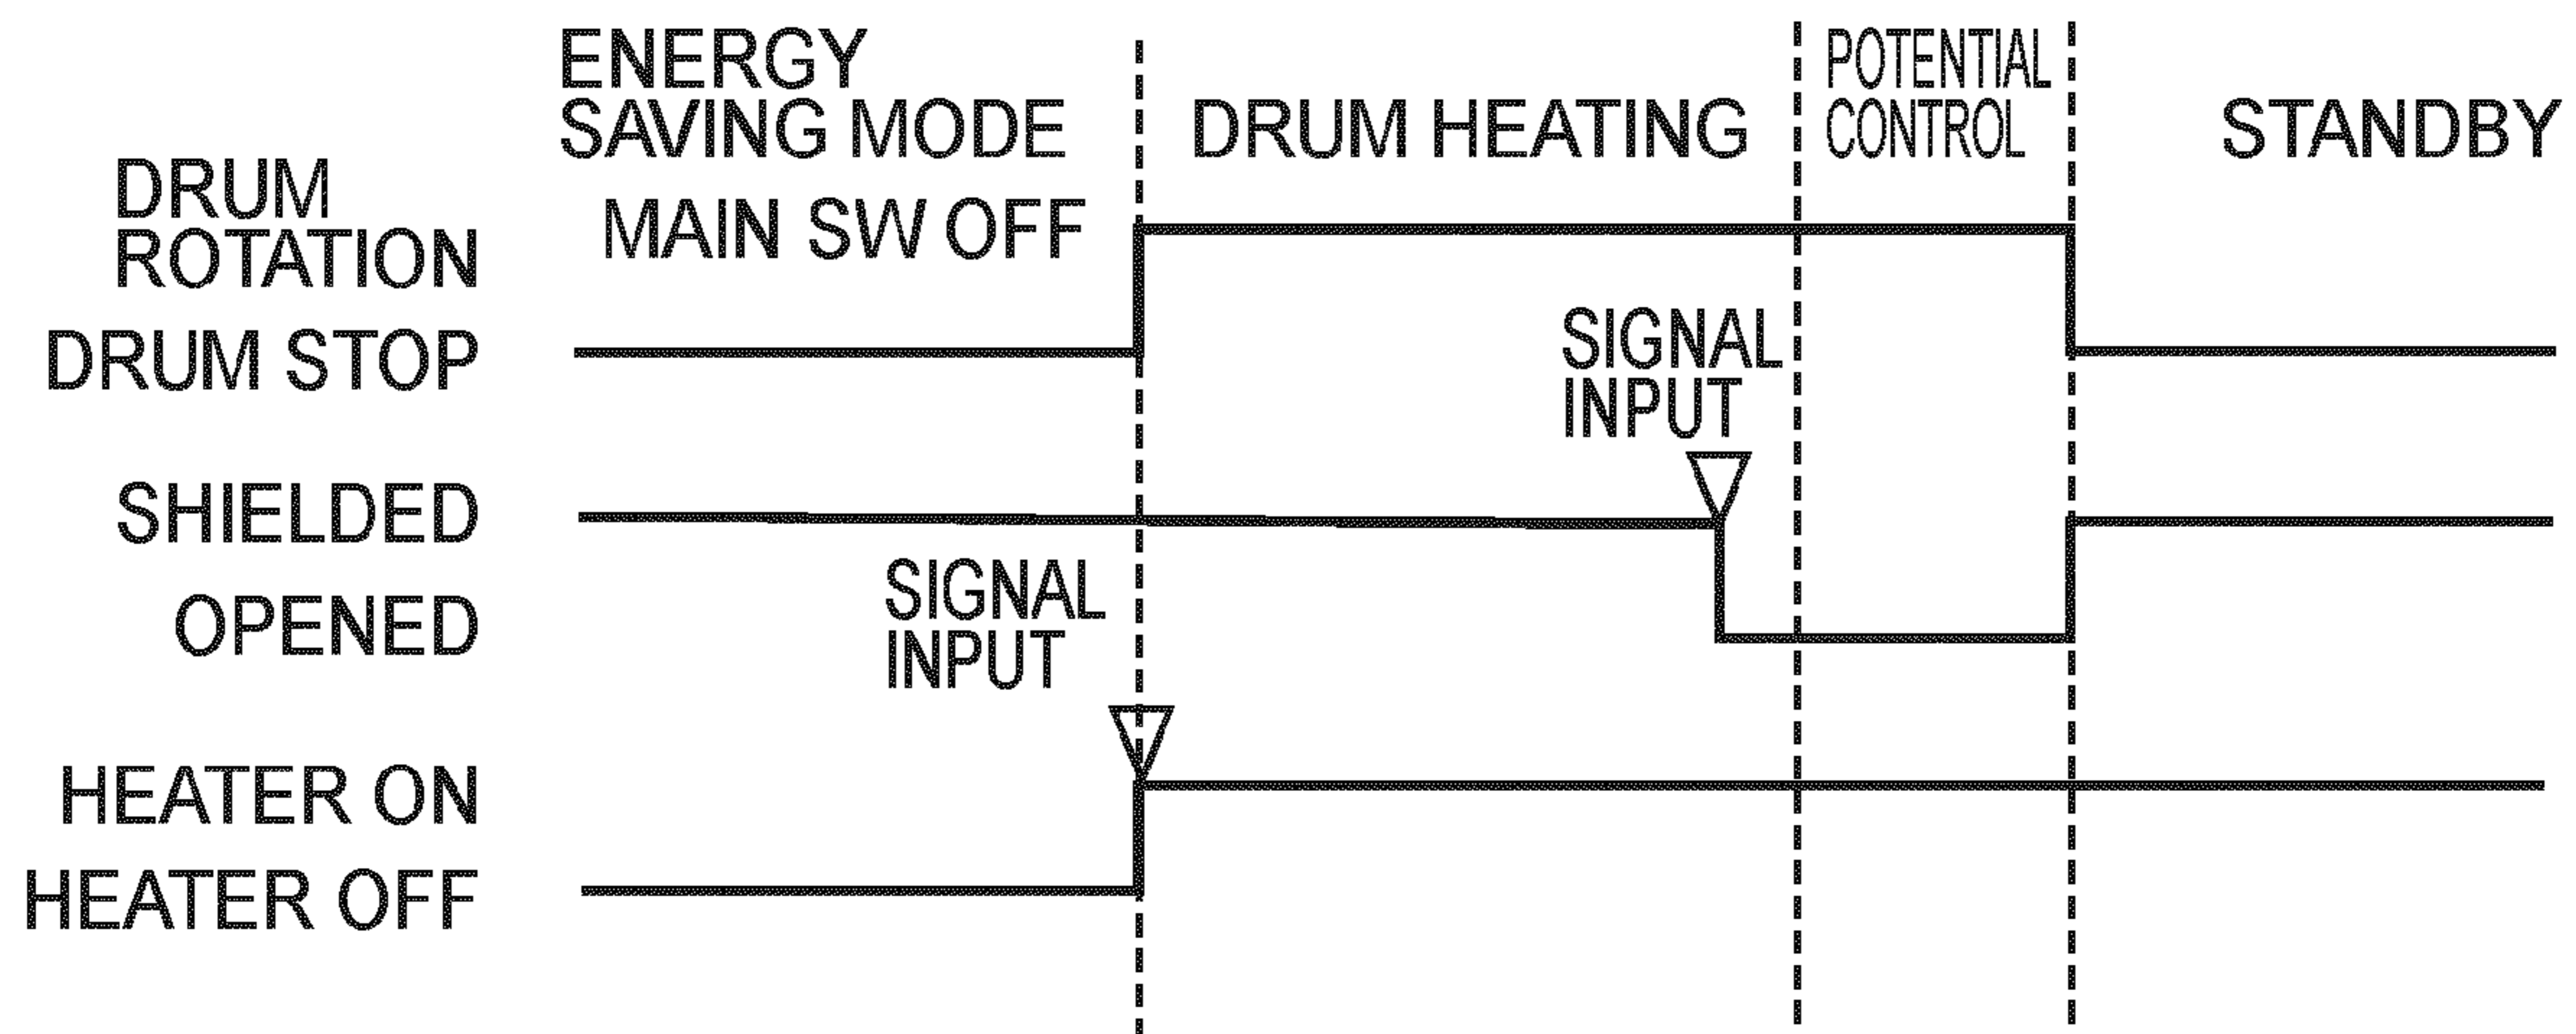 ENERGY
SAVING MODE
MAIN SW OFF
DRUM HEATING
POTENTIAL
CONTROL
STANDBY
DRUM
ROTATION
DRUM STOP
SIGNAL
INPUT
SHIELDED
OPENED
SIGNAL
INPUT
HEATER ON
HEATER OFF